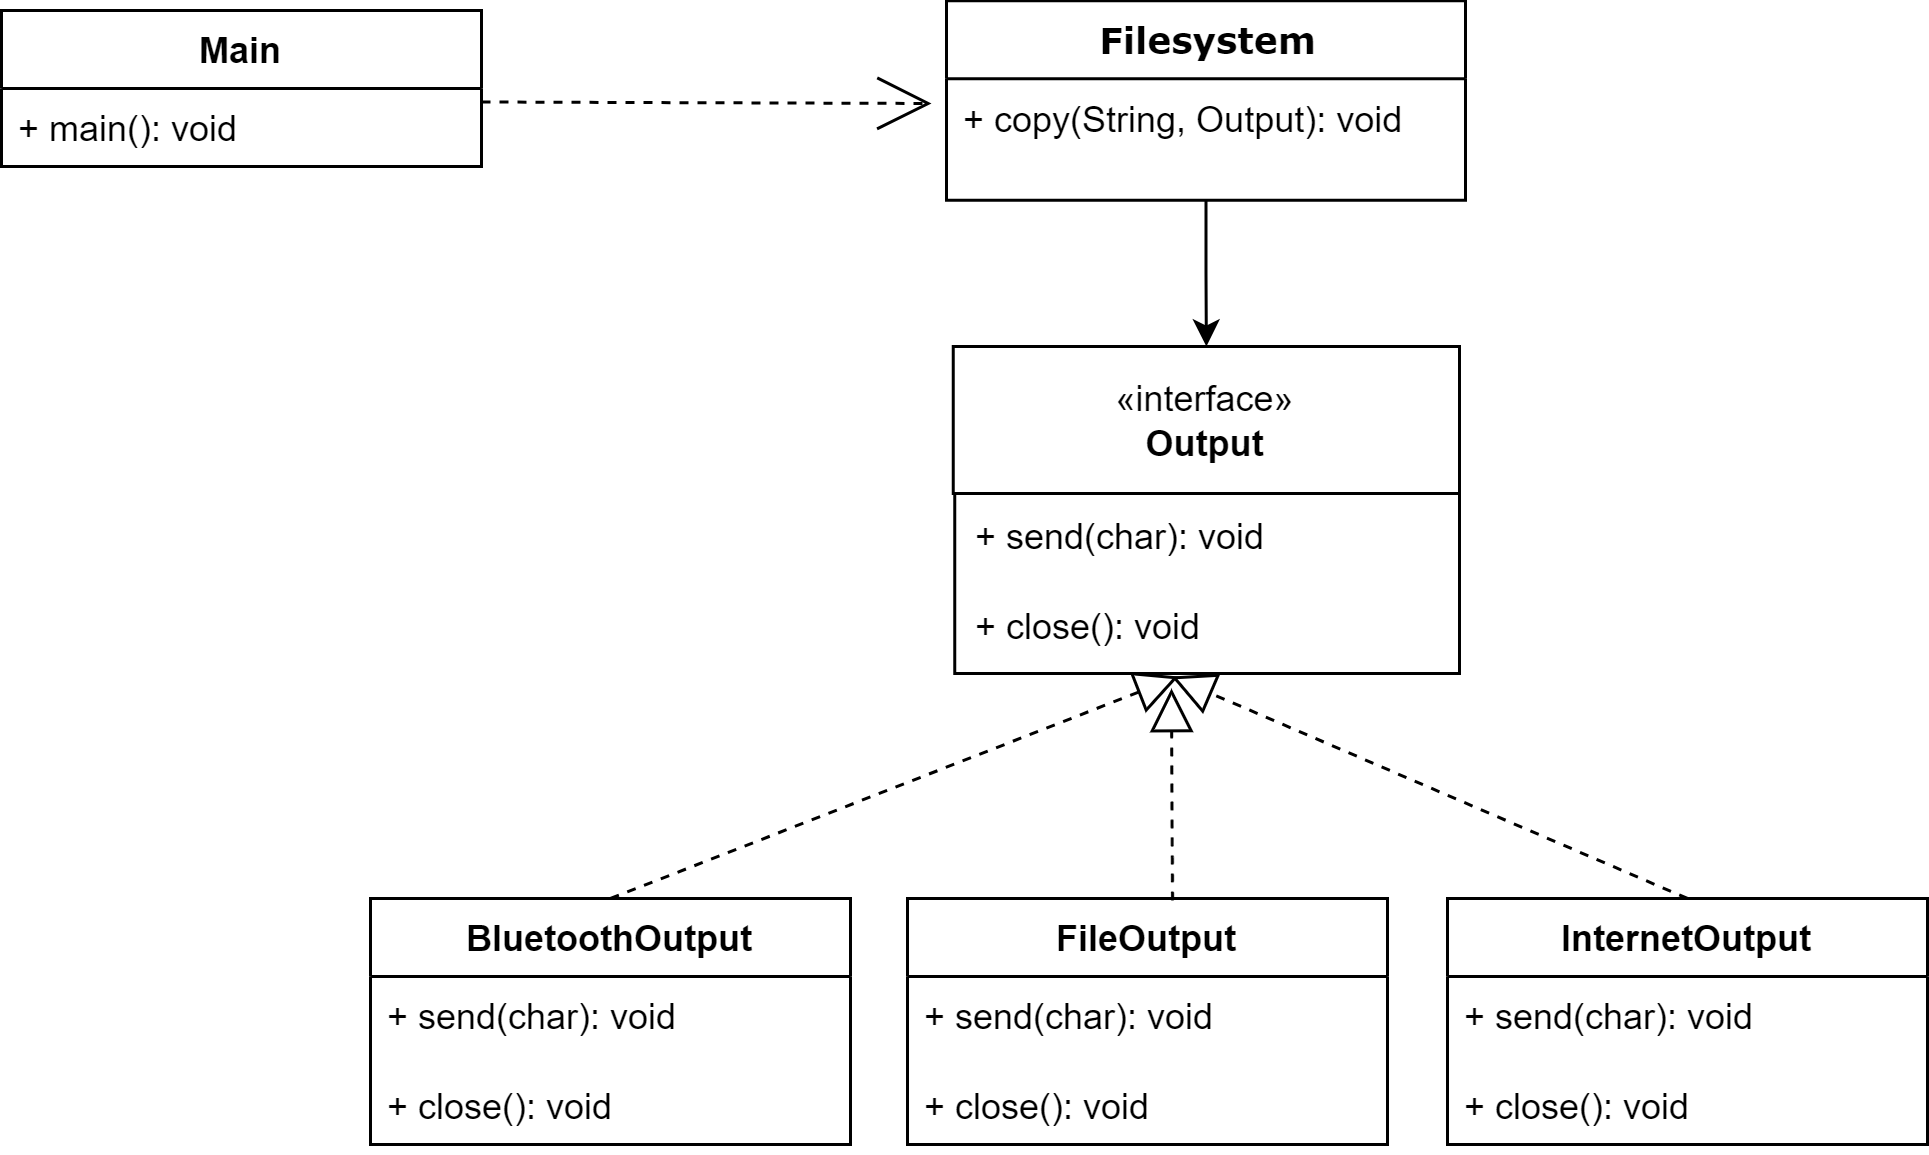 Main
+ main(): void
Filesystem
+ copy(String, Output): void
«interface»
Output
+ send(char): void
+ close(): void
BluetoothOutput
+ send(char): void
+ close(): void
FileOutput
+ send(char): void
+ close(): void
InternetOutput
+ send(char): void
+ close(): void